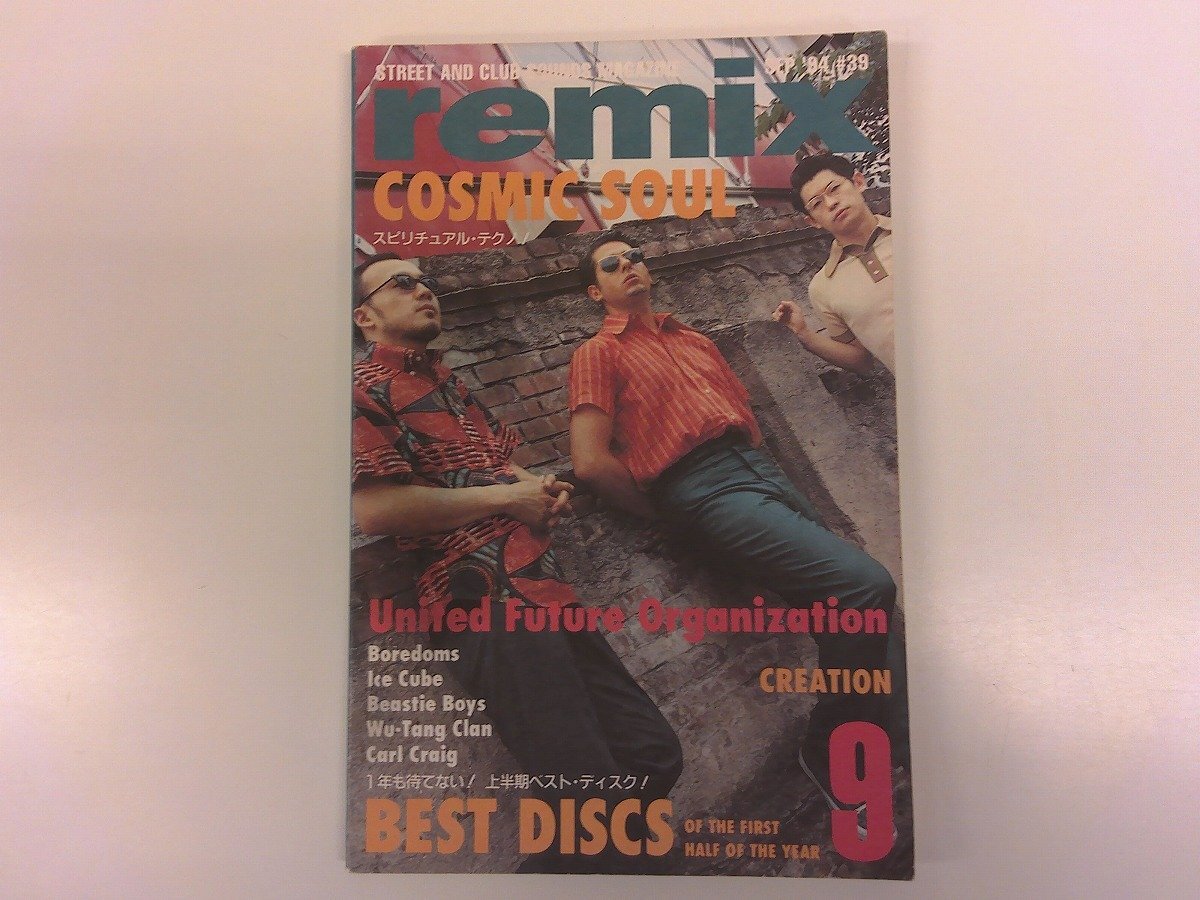 STREET AND CLUB SOUNDS MAGAZINE
SEP. '94 #39
remix
COSMIC SOUL
スピリチュアル・テクノ!
United Future Organization
Boredoms
Ice Cube
Beastie Boys
Wu-Tang Clan
Carl Craig
CREATION
1年も待てない! 上半期ベスト・ディスク!
BEST DISCS
OF THE FIRST
HALF OF THE YEAR
9